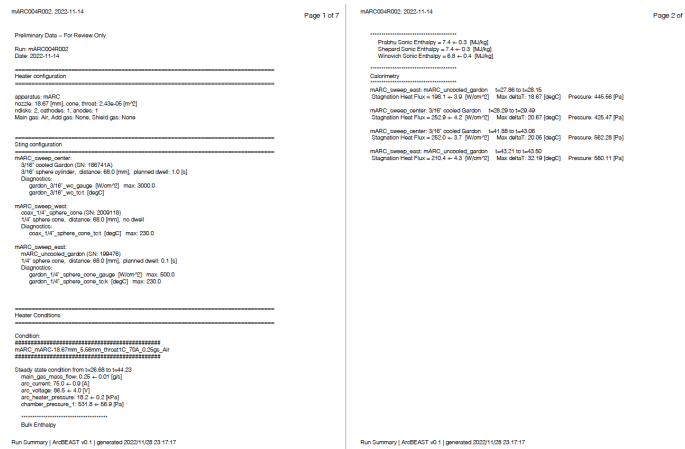 mARC004R002: 2022-11-14
Page 1 of 7
Preliminary Data -- For Review Only
Run: mARC004R002
Date: 2022-11-14
Heater configuration
apparatus: mARC
nozzle: 18.67 [mm], cone, throat: 2.43e-05 [m^2]
ndisks: 2, cathodes: 1, anodes: 1
Main gas: Air, Add gas: None, Shield gas: None
Sting configuration
mARC_sweep_center:
3/16" cooled Gardon (SN: 186741A)
3/16" sphere cylinder, distance: 68.0 [mm], planned dwell: 1.0 [s]
Diagnostics:
gardon_3/16"_wc_gauge [W/cm^2] max: 3000.0
gardon_3/16"_wc_tc:t [degC]
mARC_sweep_west:
coax_1/4"_sphere_cone (SN: 2009118)
1/4" sphere cone, distance: 68.0 [mm], no dwell
Diagnostics:
coax_1/4"_sphere_cone_tc:t [degC] max: 230.0
mARC_sweep_east:
mARC_uncooled_gardon (SN: 199476)
1/4" sphere cone, distance: 68.0 [mm], planned dwell: 0.1 [s]
Diagnostics:
gardon_1/4"_sphere_cone_gauge [W/cm^2] max: 500.0
gardon_1/4"_sphere_cone_tc:k [degC] max: 230.0
Heater Conditions
Condition:
############################################
mARC_mARC-18.67mm_5.56mm_throat1C_70A_0.25gs_Air
############################################
Steady state condition from t=26.68 to t=44.23
main_gas_mass_flow: 0.25 +- 0.01 [g/s]
arc_current: 75.0 +- 0.9 [A]
arc_voltage: 86.5 +- 4.0 [V]
arc_heater_pressure: 18.2 +- 0.2 [kPa]
chamber_pressure_1: 531.8 +- 56.9 [Pa]
****************************************
Bulk Enthalpy
Run Summary | ArcBEAST v0.1 | generated 2022/11/28 23:17:17
mARC004R002: 2022-11-14
Page 2 of
****************************************
Prabhu Sonic Enthalpy = 7.4 +- 0.3 [MJ/kg]
Shepard Sonic Enthalpy = 7.4 +- 0.3 [MJ/kg]
Winovich Sonic Enthalpy = 6.8 +- 0.4 [MJ/kg]
****************************************
Calorimetry
****************************************
mARC_sweep_east: mARC_uncooled_gardon t=27.86 to t=28.15
Stagnation Heat Flux = 196.1 +- 3.9 [W/cm^2] Max deltaT: 18.67 [degC] Pressure: 445.56 [Pa]
mARC_sweep_center: 3/16" cooled Gardon t=28.29 to t=29.49
Stagnation Heat Flux = 252.9 +- 4.2 [W/cm^2] Max deltaT: 20.67 [degC] Pressure: 425.47 [Pa]
mARC_sweep_center: 3/16" cooled Gardon t=41.88 to t=43.06
Stagnation Heat Flux = 252.0 +- 3.7 [W/cm^2] Max deltaT: 20.06 [degC] Pressure: 562.28 [Pa]
mARC_sweep_east: mARC_uncooled_gardon t=43.21 to t=43.50
Stagnation Heat Flux = 210.4 +- 4.3 [W/cm^2] Max deltaT: 32.19 [degC] Pressure: 560.11 [Pa]
Run Summary | ArcBEAST v0.1 | generated 2022/11/28 23:17:17